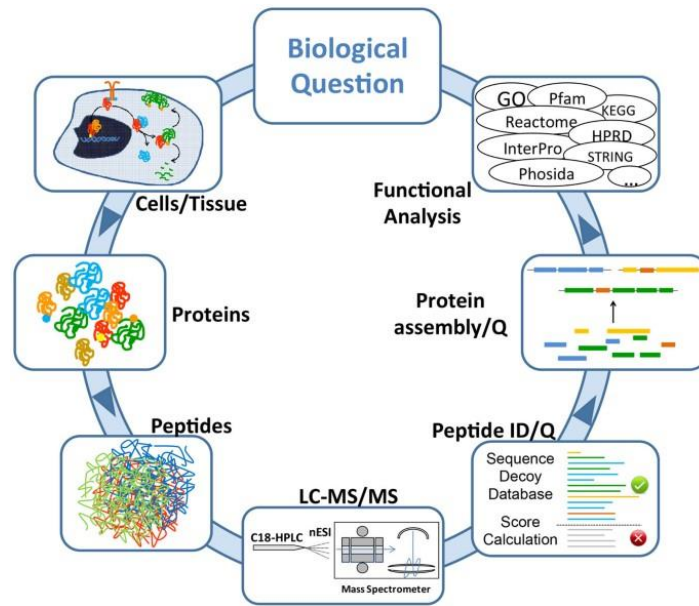 Biological
Question
Cells/Tissue
Proteins
Peptides
LC-MS/MS
C18-HPLC
nESI
Mass Spectrometer
Peptide ID/Q
Sequence
Decoy
Database
Score
Calculation
Protein
assembly/Q
Functional
Analysis
GO
Pfam
KEGG
Reactome
HPRD
InterPro
STRING
Phosida
...